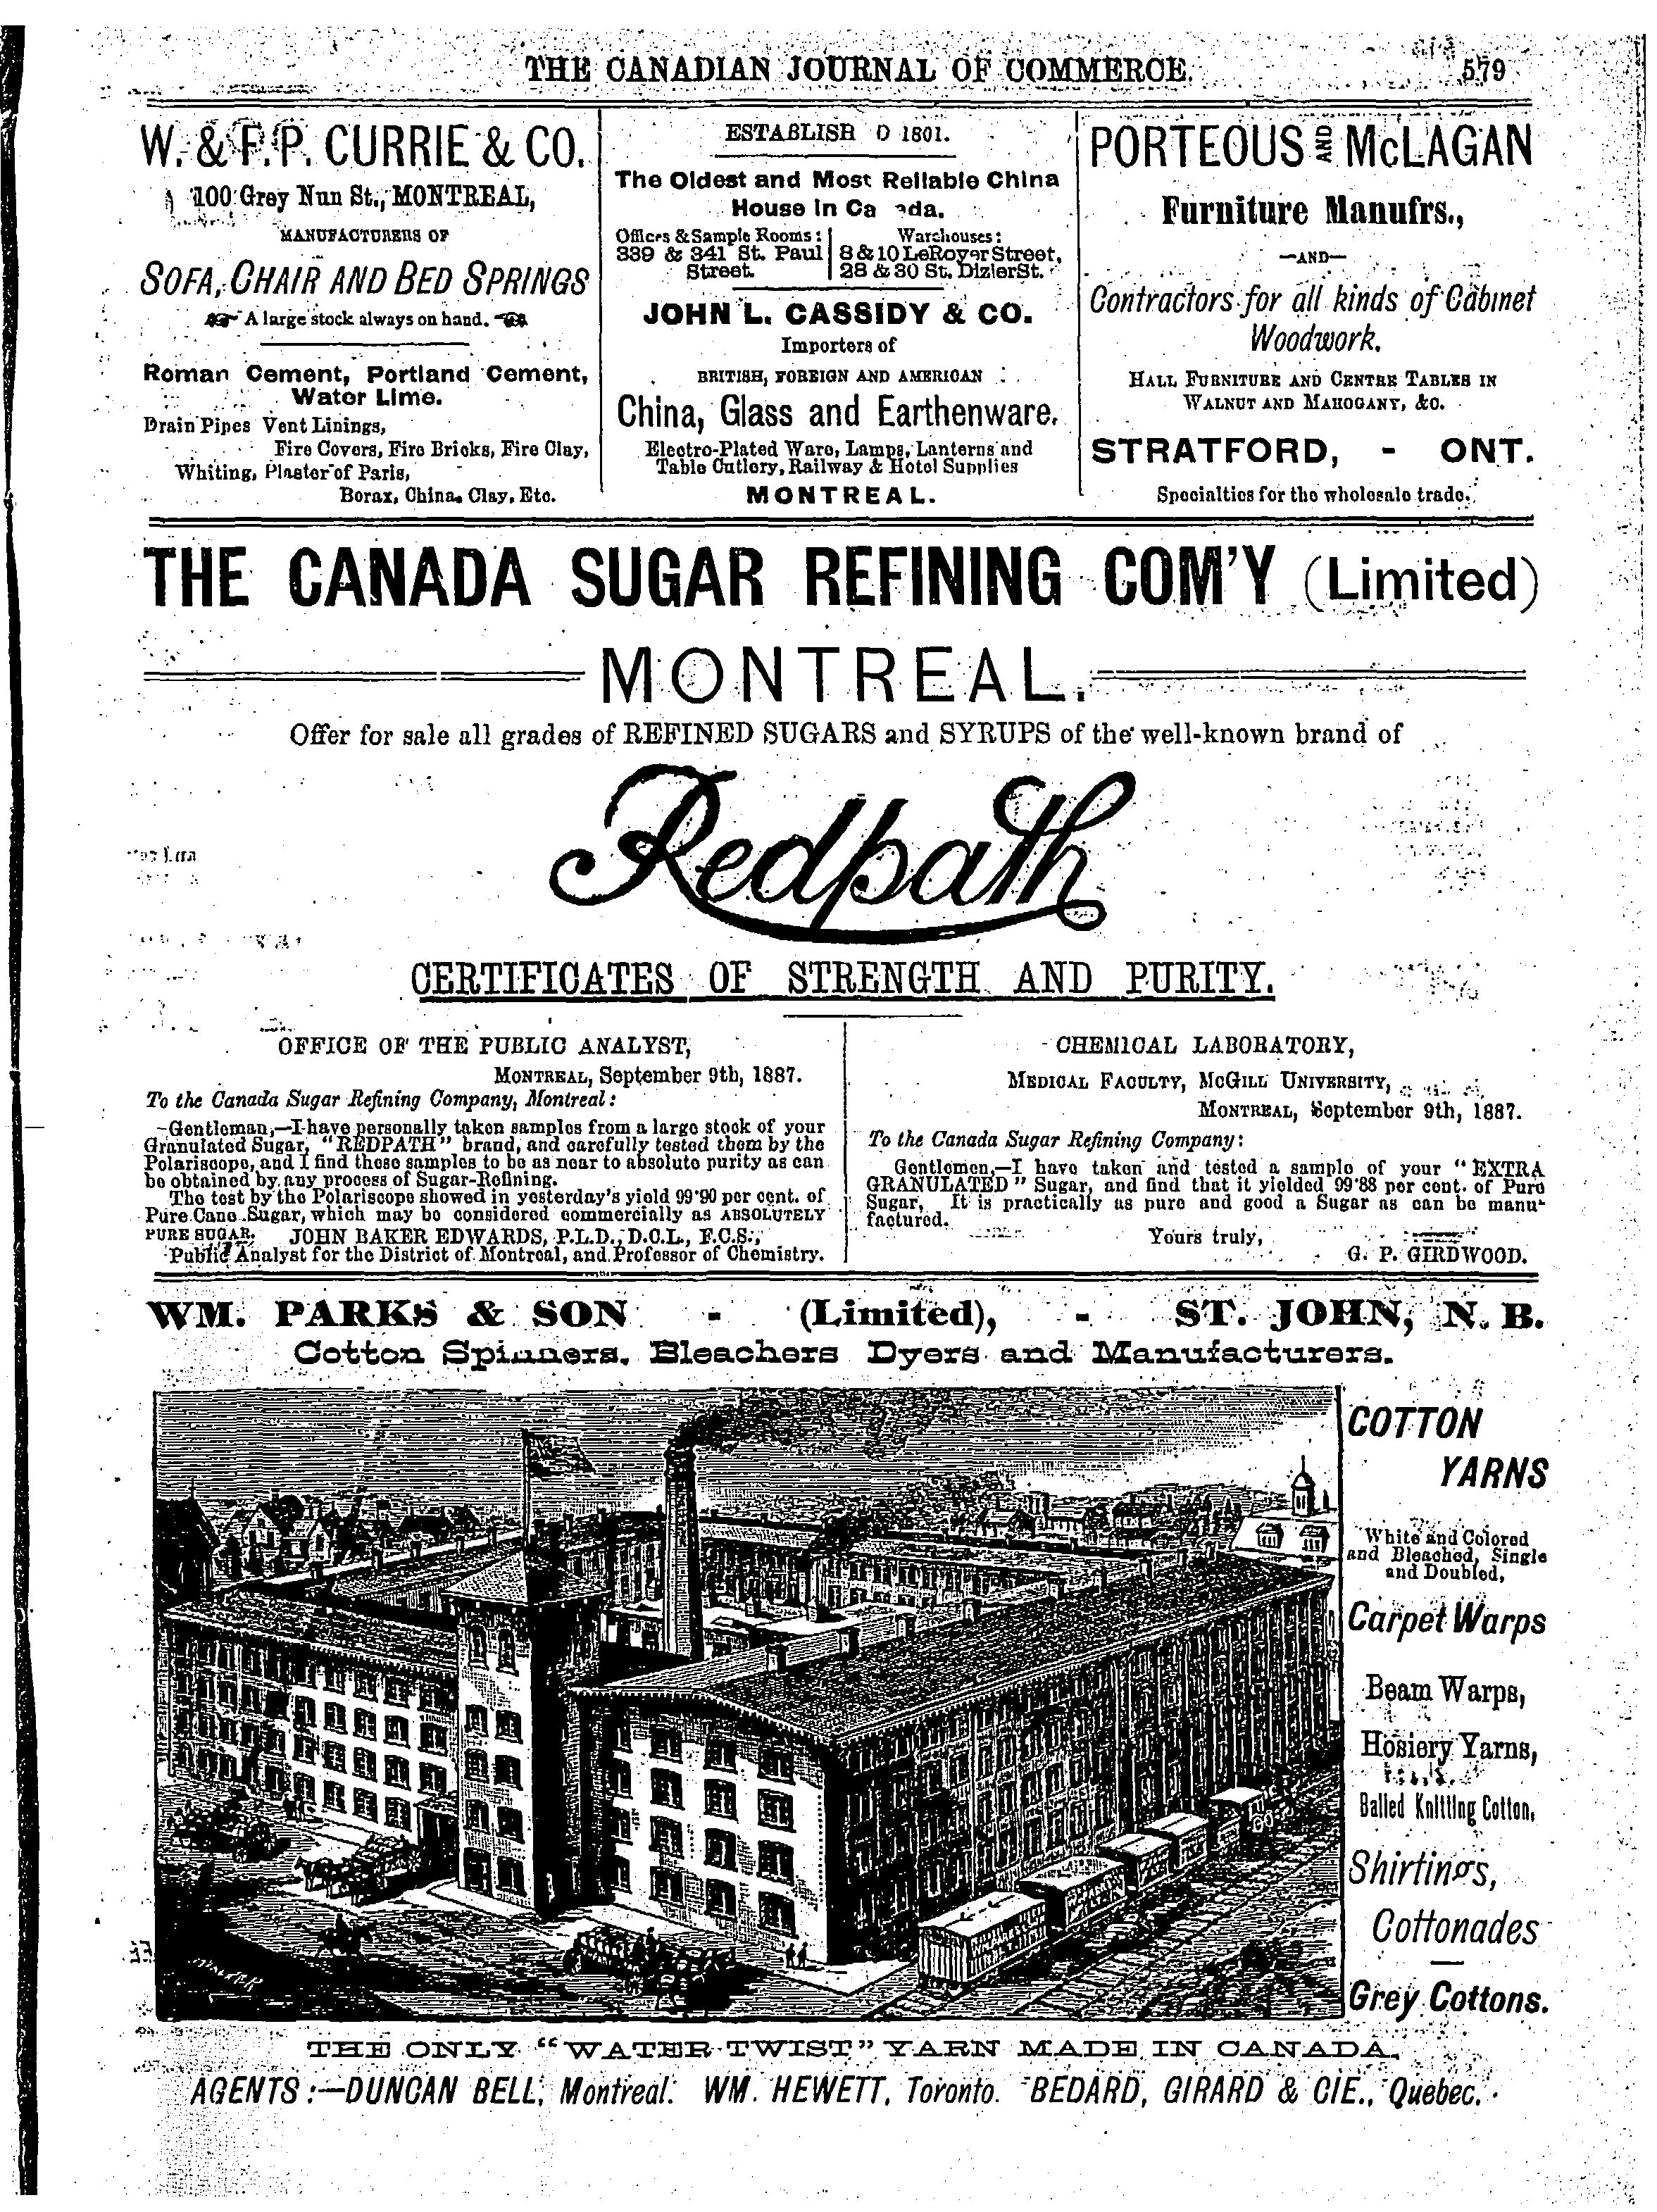 THE CANADIAN JOURNAL OF COMMERCE. 579
W. & F. P. CURRIE & CO.
100 Grey Nun St., MONTREAL,
MANUFACTURERS OF
SOFA, CHAIR AND BED SPRINGS
A large stock always on hand.
Roman Cement, Portland Cement,
Water Lime.
Drain Pipes Vent Linings,
Fire Covers, Fire Bricks, Fire Clay,
Whiting, Plaster of Paris,
Borax, China, Clay, Etc.
ESTABLISH D 1801.
The Oldest and Most Reliable China
House in Ca ada.
Offices & Sample Rooms:
339 & 341 St. Paul
Street.
Warehouses:
8 & 10 LeRoyer Street,
28 & 30 St. Dizier St.
JOHN L. CASSIDY & CO.
Importers of
BRITISH, FOREIGN AND AMERICAN
China, Glass and Earthenware.
Electro-Plated Ware, Lamps, Lanterns and
Table Cutlery, Railway & Hotel Supplies
MONTREAL.
PORTEOUS AND McLAGAN
Furniture Manufrs.,
—AND—
Contractors for all kinds of Cabinet
Woodwork.
HALL FURNITURE AND CENTRE TABLES IN
WALNUT AND MAHOGANY, &C.
STRATFORD, - ONT.
Specialties for the wholesale trade.
THE CANADA SUGAR REFINING COM'Y (Limited)
MONTREAL.
Offer for sale all grades of REFINED SUGARS and SYRUPS of the well-known brand of
Redpath
CERTIFICATES OF STRENGTH AND PURITY.
OFFICE OF THE PUBLIC ANALYST,
MONTREAL, September 9th, 1887.
To the Canada Sugar Refining Company, Montreal:
Gentleman,—I have personally taken samples from a large stock of your
Granulated Sugar, "REDPATH" brand, and carefully tested them by the
Polariscope, and I find these samples to be as near to absolute purity as can
be obtained by any process of Sugar-Refining.
The test by the Polariscope showed in yesterday's yield 99·90 per cent. of
Pure Cane Sugar, which may be considered commercially as ABSOLUTELY
PURE SUGAR. JOHN BAKER EDWARDS, P.L.D., D.C.L., F.C.S.,
Public Analyst for the District of Montreal, and Professor of Chemistry.
CHEMICAL LABORATORY,
MEDICAL FACULTY, MCGILL UNIVERSITY,
MONTREAL, September 9th, 1887.
To the Canada Sugar Refining Company:
Gentlemen,—I have taken and tested a sample of your "EXTRA
GRANULATED" Sugar, and find that it yielded 99·88 per cent. of Pure
Sugar, It is practically as pure and good a Sugar as can be manu-
factured.
Yours truly,
G. P. GIRDWOOD.
WM. PARKS & SON - (Limited), - ST. JOHN, N. B.
Cotton Spinners, Bleachers Dyers and Manufacturers.
COTTON
YARNS
White and Colored
and Bleached, Single
and Doubled,
Carpet Warps
Beam Warps,
Hosiery Yarns,
Balled Knitting Cotton,
Shirtings,
Cottonades
Grey Cottons.
THE ONLY "WATER TWIST" YARN MADE IN CANADA.
AGENTS:—DUNCAN BELL, Montreal. WM. HEWETT, Toronto. BEDARD, GIRARD & CIE., Quebec.